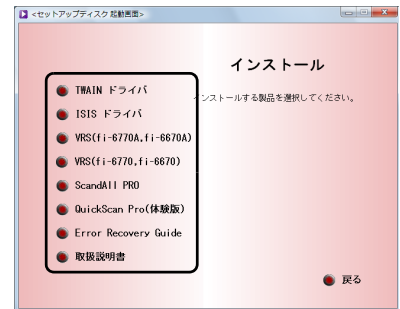 <セットアップディスク起動画面>
インストール
インストールする製品を選択してください。
TWAIN ドライバ
ISIS ドライバ
VRS(fi-6770A,fi-6670A)
VRS(fi-6770,fi-6670)
ScandAll PRO
QuickScan Pro(体験版)
Error Recovery Guide
取扱説明書
戻る